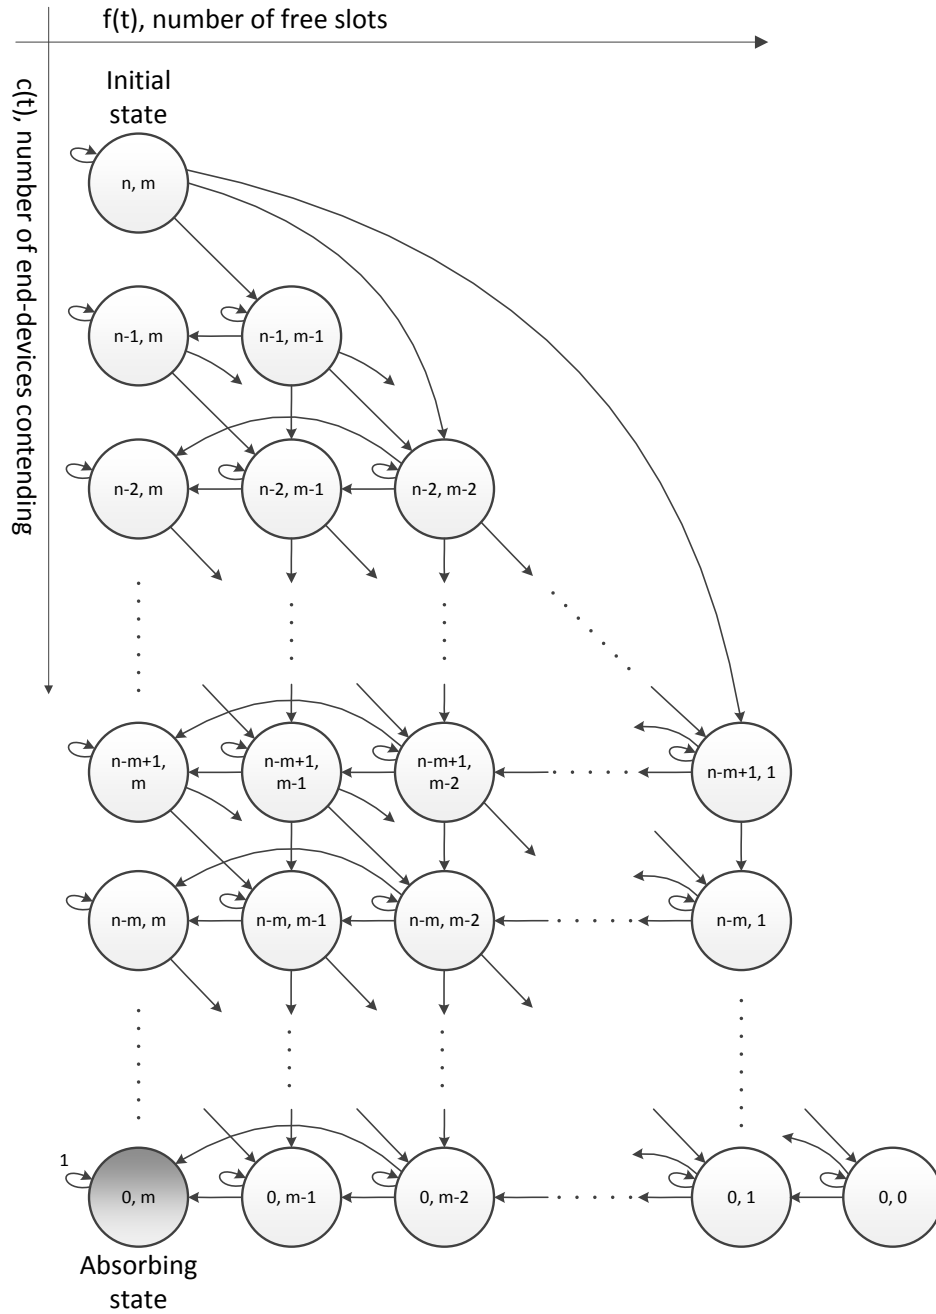 f(t), number of free slots
c(t), number of end-devices contending
Initial
state
n, m
n-1, m
n-1, m-1
n-2, m
n-2, m-1
n-2, m-2
n-m+1,
m
n-m+1,
m-1
n-m+1,
m-2
n-m+1, 1
n-m, m
n-m, m-1
n-m, m-2
n-m, 1
1
0, m
0, m-1
0, m-2
0, 1
0, 0
Absorbing
state